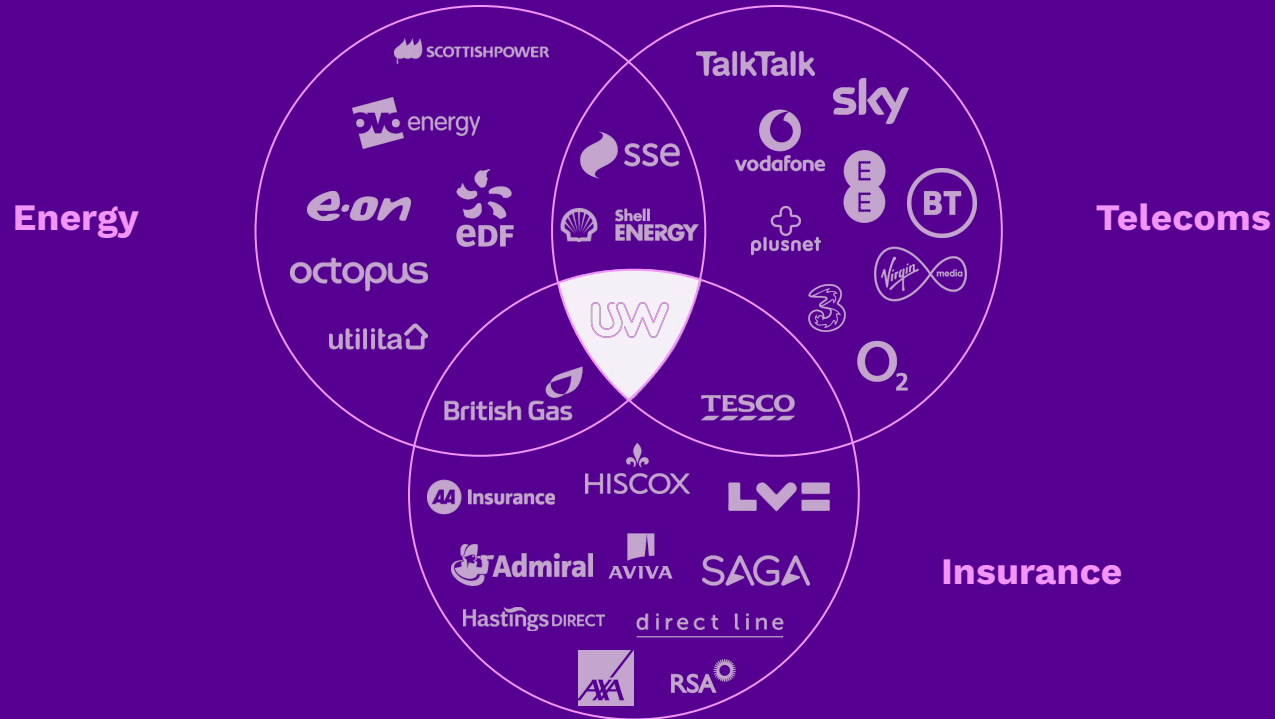 SCOTTISHPOWER
TalkTalk
sky
ovo energy
vodafone
sse
EE
BT
Energy
e·on
eDF
Shell
ENERGY
plusnet
Telecoms
octopus
Virgin media
3
UW
utilita
O2
British Gas
TESCO
HISCOX
AA Insurance
LV=
Admiral
AVIVA
SAGA
Insurance
Hastings DIRECT
direct line
AXA
RSA